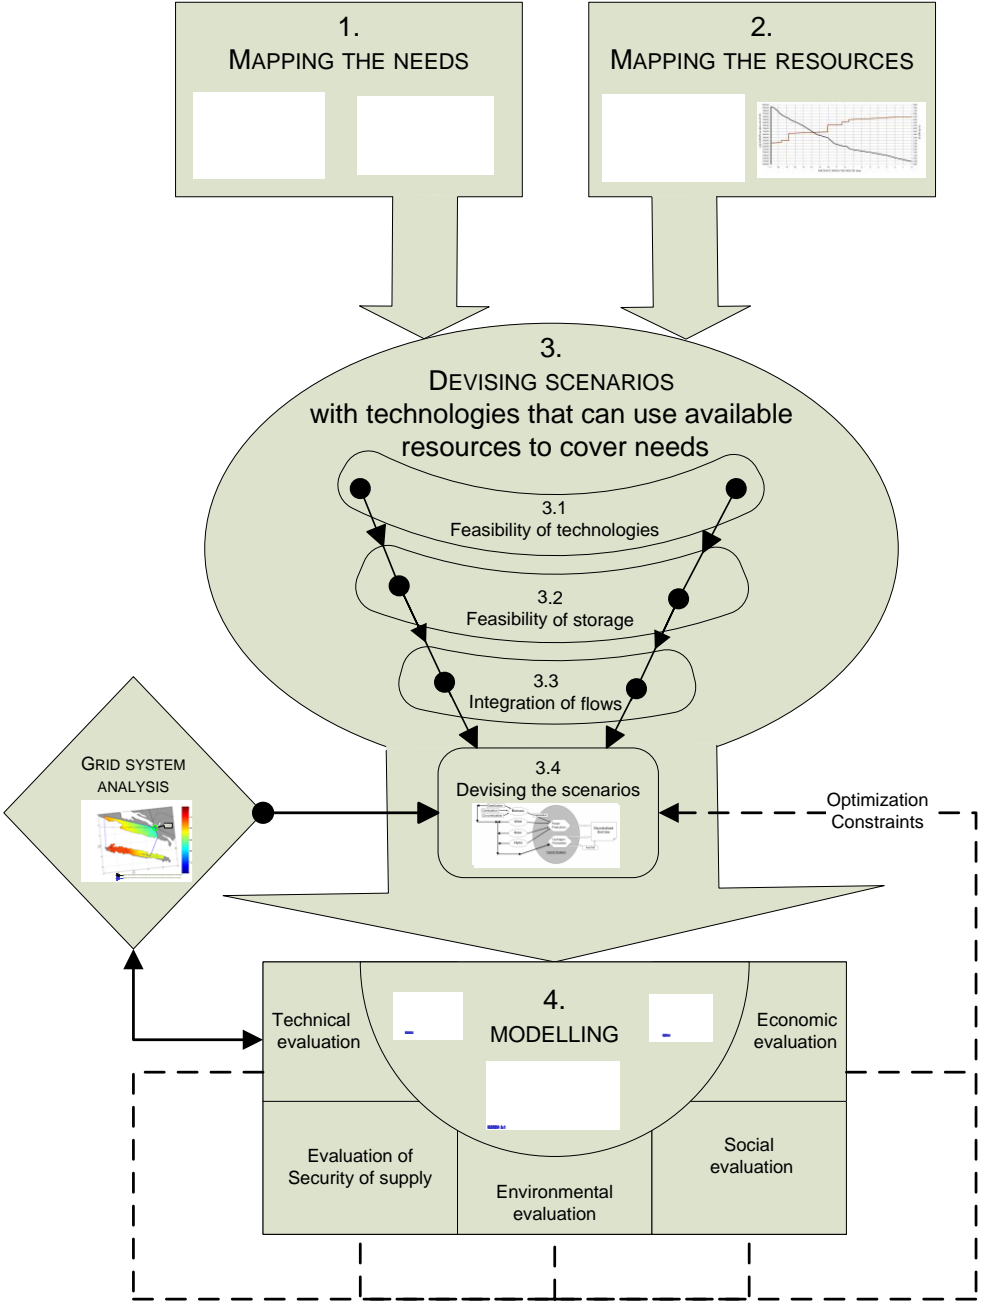 1.
MAPPING THE NEEDS
2.
MAPPING THE RESOURCES
3.
DEVISING SCENARIOS
with technologies that can use available
resources to cover needs
3.1
Feasibility of technologies
3.2
Feasibility of storage
3.3
Integration of flows
3.4
Devising the scenarios
GRID SYSTEM
ANALYSIS
Optimization
Constraints
4.
MODELLING
Technical
evaluation
Economic
evaluation
Evaluation of
Security of supply
Environmental
evaluation
Social
evaluation